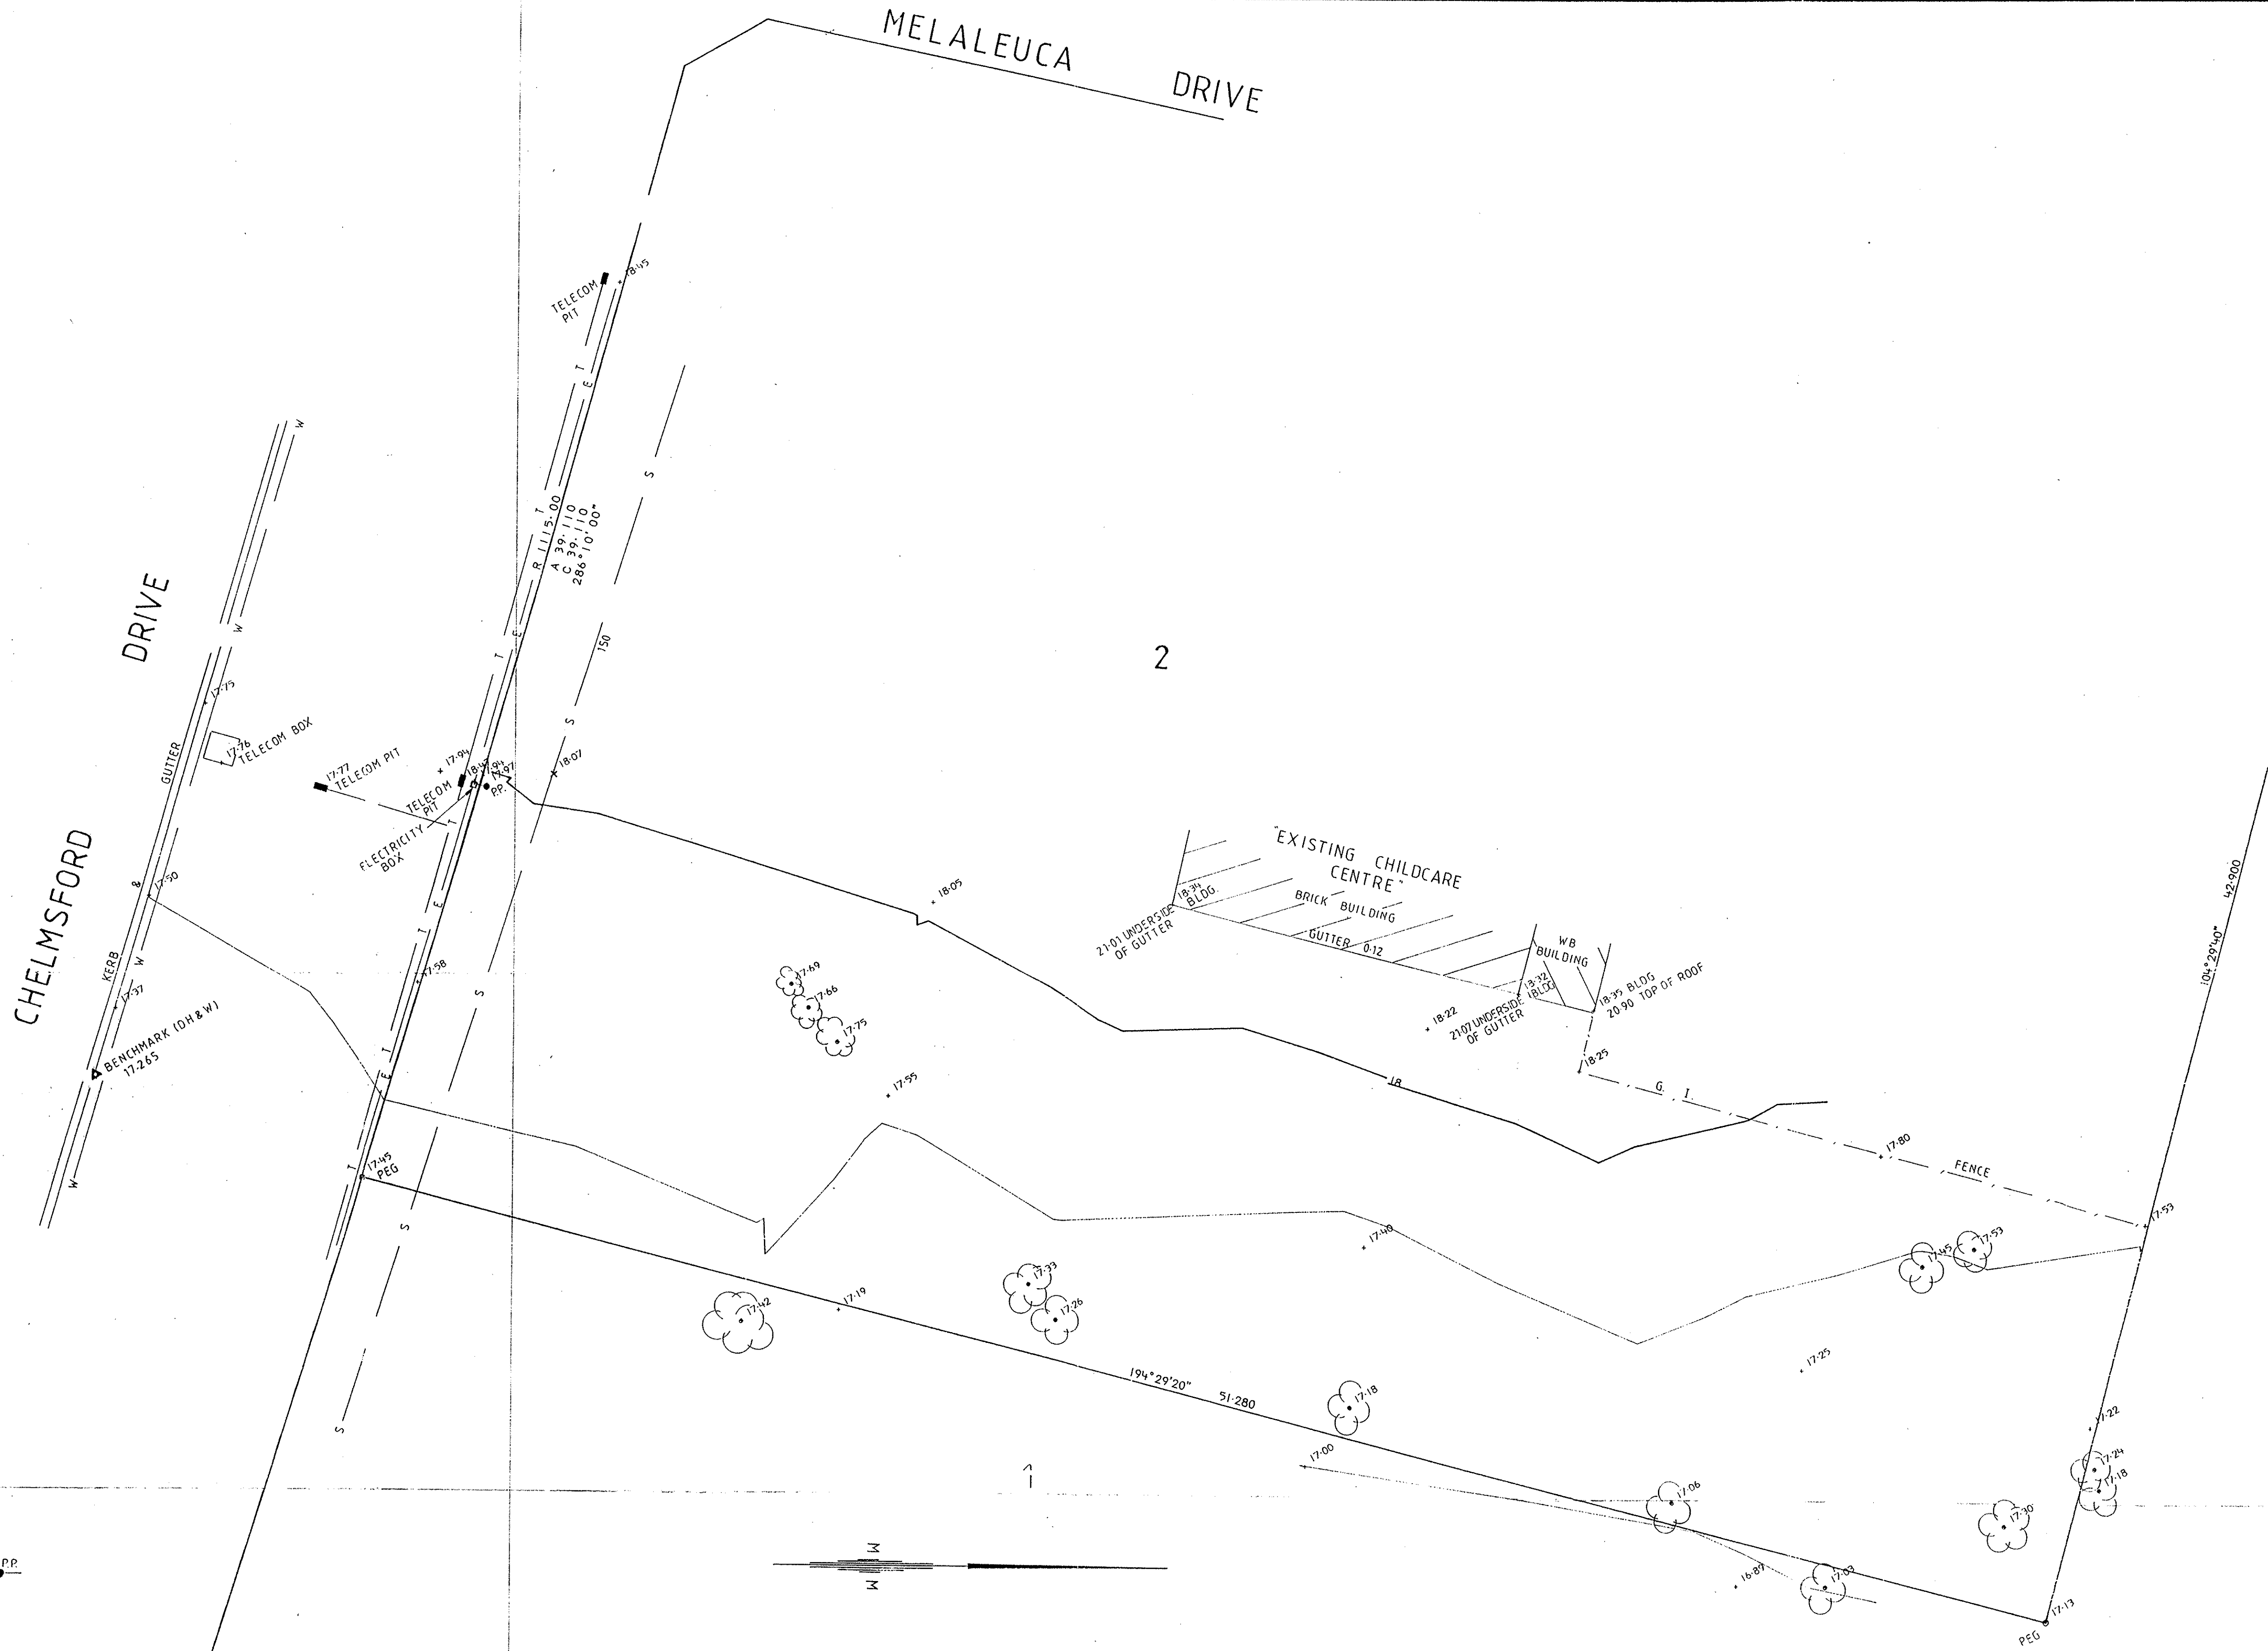 MELALEUCA DRIVE
TELECOM
PIT
18·45
T
E
W
S
T
R 1115·00
A 39·110
C 39·110
286°10'00"
DRIVE
W
E
T
150
2
17·75
GUTTER
17·76
TELECOM BOX
17·77
TELECOM PIT
17·94
TELECOM
PIT
17·94
17·97
P.P.
S
18·07
ELECTRICITY
BOX
T
CHELMSFORD
&
17·50
E
18·05
"EXISTING CHILDCARE
CENTRE"
18·34
BLDG.
21·01 UNDERSIDE
OF GUTTER
BRICK BUILDING
GUTTER 0·12
WB
BUILDING
18·32
BLDG
21·07 UNDERSIDE
OF GUTTER
18·35 BLDG
20·90 TOP OF ROOF
18·22
18·25
42·900
104°29'40"
KERB
W
T
17·58
S
17·37
BENCHMARK (DH&W)
17·265
17·69
17·66
17·75
17·55
T
E
18
G. I.
17·80
FENCE
17·53
W
T
17·45
PEG
S
17·40
17·45
17·53
17·33
17·26
17·42
17·19
17·25
194°29'20"
51·280
17·18
17·22
S
17·00
1
17·24
17·18
17·06
17·30
M
M
P.P.
16·89
17·03
17·13
PEG